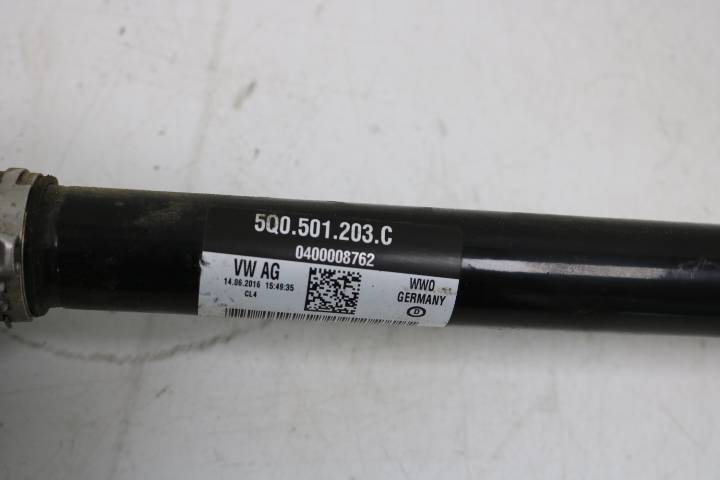 5Q0.501.203.C
0400008762
VW AG
14.06.2016 15:49:35
CL4
WWO
GERMANY
D